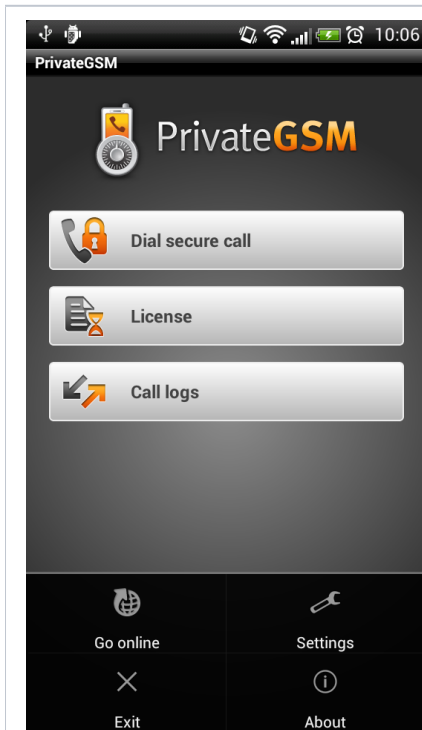 10:06
PrivateGSM
PrivateGSM
Dial secure call
License
Call logs
Go online
Settings
Exit
About